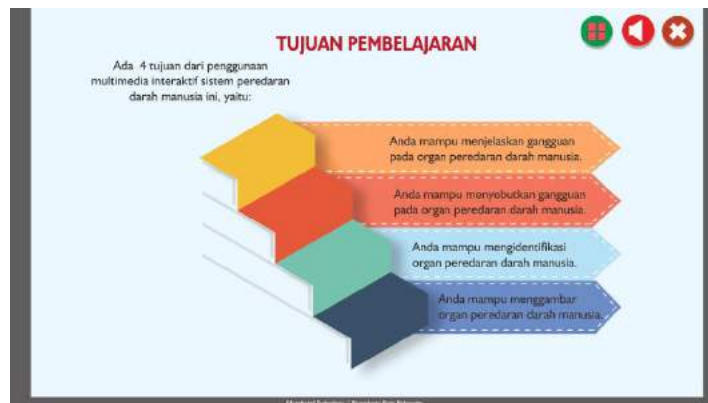 TUJUAN PEMBELAJARAN
Ada 4 tujuan dari penggunaan
multimedia interaktif sistem peredaran
darah manusia ini, yaitu:
Anda mampu menjelaskan gangguan
pada organ peredaran darah manusia.
Anda mampu menyebutkan gangguan
pada organ peredaran darah manusia.
Anda mampu mengidentifikasi
organ peredaran darah manusia.
Anda mampu menggambar
organ peredaran darah manusia.